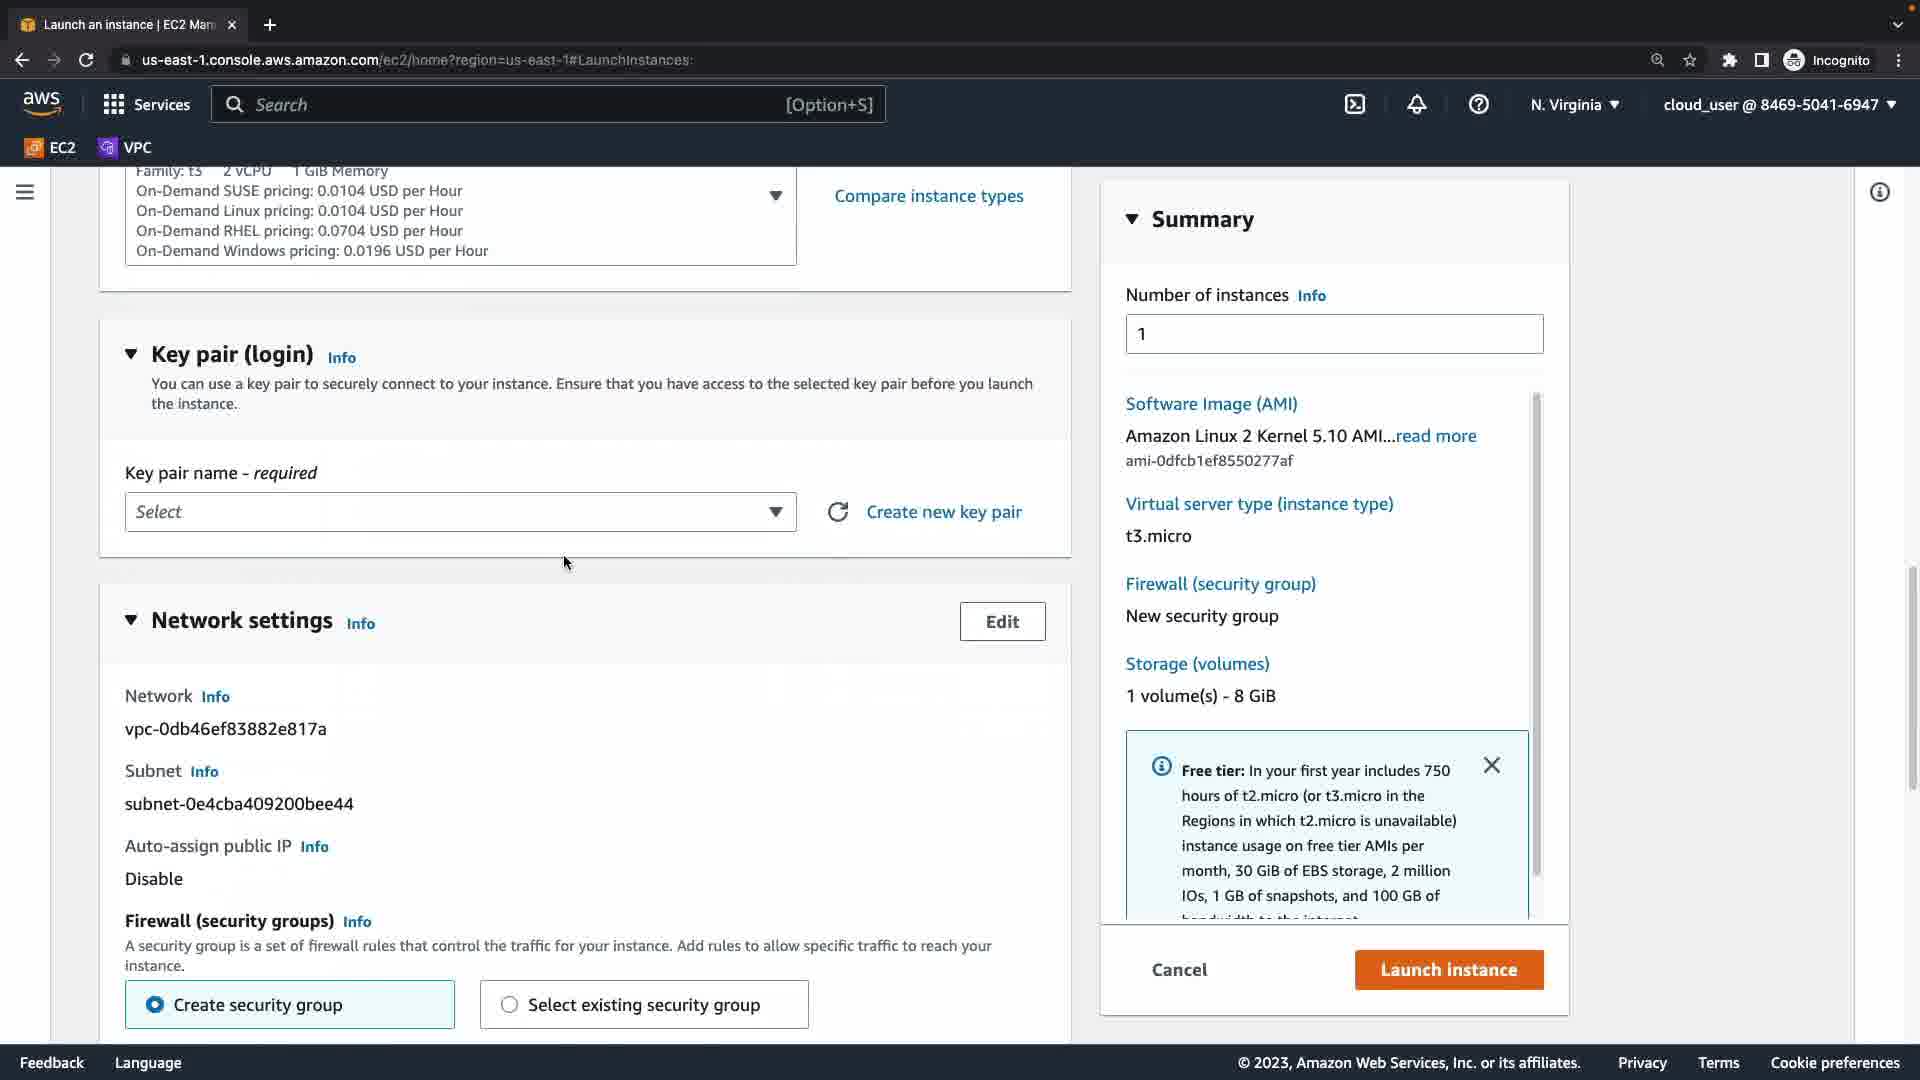 Launch an instance | EC2 Man
us-east-1.console.aws.amazon.com/ec2/home?region=us-east-1#LaunchInstances:
Incognito
aws
Services
Search
[Option+S]
N. Virginia
cloud_user @ 8469-5041-6947
EC2
VPC
Family: t3 2 vCPU 1 GiB Memory
On-Demand SUSE pricing: 0.0104 USD per Hour
On-Demand Linux pricing: 0.0104 USD per Hour
On-Demand RHEL pricing: 0.0704 USD per Hour
On-Demand Windows pricing: 0.0196 USD per Hour
Compare instance types
Key pair (login) Info
You can use a key pair to securely connect to your instance. Ensure that you have access to the selected key pair before you launch
the instance.
Key pair name - required
Select
Create new key pair
Network settings Info
Edit
Network Info
vpc-0db46ef83882e817a
Subnet Info
subnet-0e4cba409200bee44
Auto-assign public IP Info
Disable
Firewall (security groups) Info
A security group is a set of firewall rules that control the traffic for your instance. Add rules to allow specific traffic to reach your
instance.
Create security group
Select existing security group
Summary
Number of instances Info
1
Software Image (AMI)
Amazon Linux 2 Kernel 5.10 AMI...read more
ami-0dfcb1ef8550277af
Virtual server type (instance type)
t3.micro
Firewall (security group)
New security group
Storage (volumes)
1 volume(s) - 8 GiB
Free tier: In your first year includes 750
hours of t2.micro (or t3.micro in the
Regions in which t2.micro is unavailable)
instance usage on free tier AMIs per
month, 30 GiB of EBS storage, 2 million
IOs, 1 GB of snapshots, and 100 GB of
bandwidth to the internet.
Cancel
Launch instance
Feedback
Language
© 2023, Amazon Web Services, Inc. or its affiliates.
Privacy
Terms
Cookie preferences